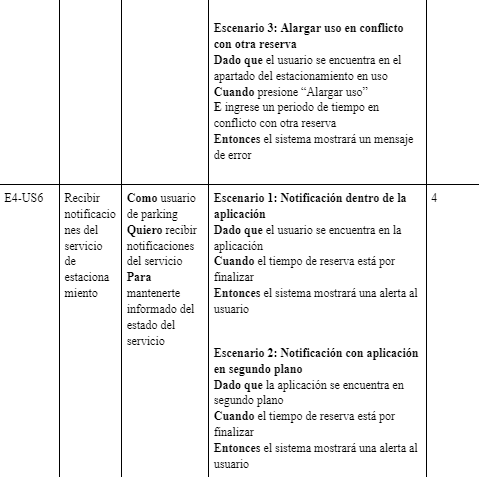 Escenario 3: Alargar uso en conflicto
con otra reserva
Dado que el usuario se encuentra en el
apartado del estacionamiento en uso
Cuando presione “Alargar uso”
E ingrese un periodo de tiempo en
conflicto con otra reserva
Entonces el sistema mostrará un mensaje
de error
E4-US6
Recibir
notificacio
nes del
servicio
de
estaciona
miento
Como usuario
de parking
Quiero recibir
notificaciones
del servicio
Para
mantenerte
informado del
estado del
servicio
Escenario 1: Notificación dentro de la
aplicación
Dado que el usuario se encuentra en la
aplicación
Cuando el tiempo de reserva está por
finalizar
Entonces el sistema mostrará una alerta al
usuario
Escenario 2: Notificación con aplicación
en segundo plano
Dado que la aplicación se encuentra en
segundo plano
Cuando el tiempo de reserva está por
finalizar
Entonces el sistema mostrará una alerta al
usuario
4